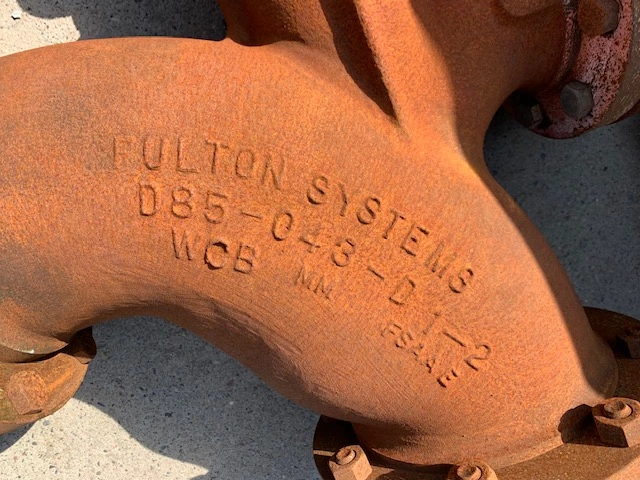 FULTON SYSTEMS
D85-043-D 1-2
WCB MM FSAAE